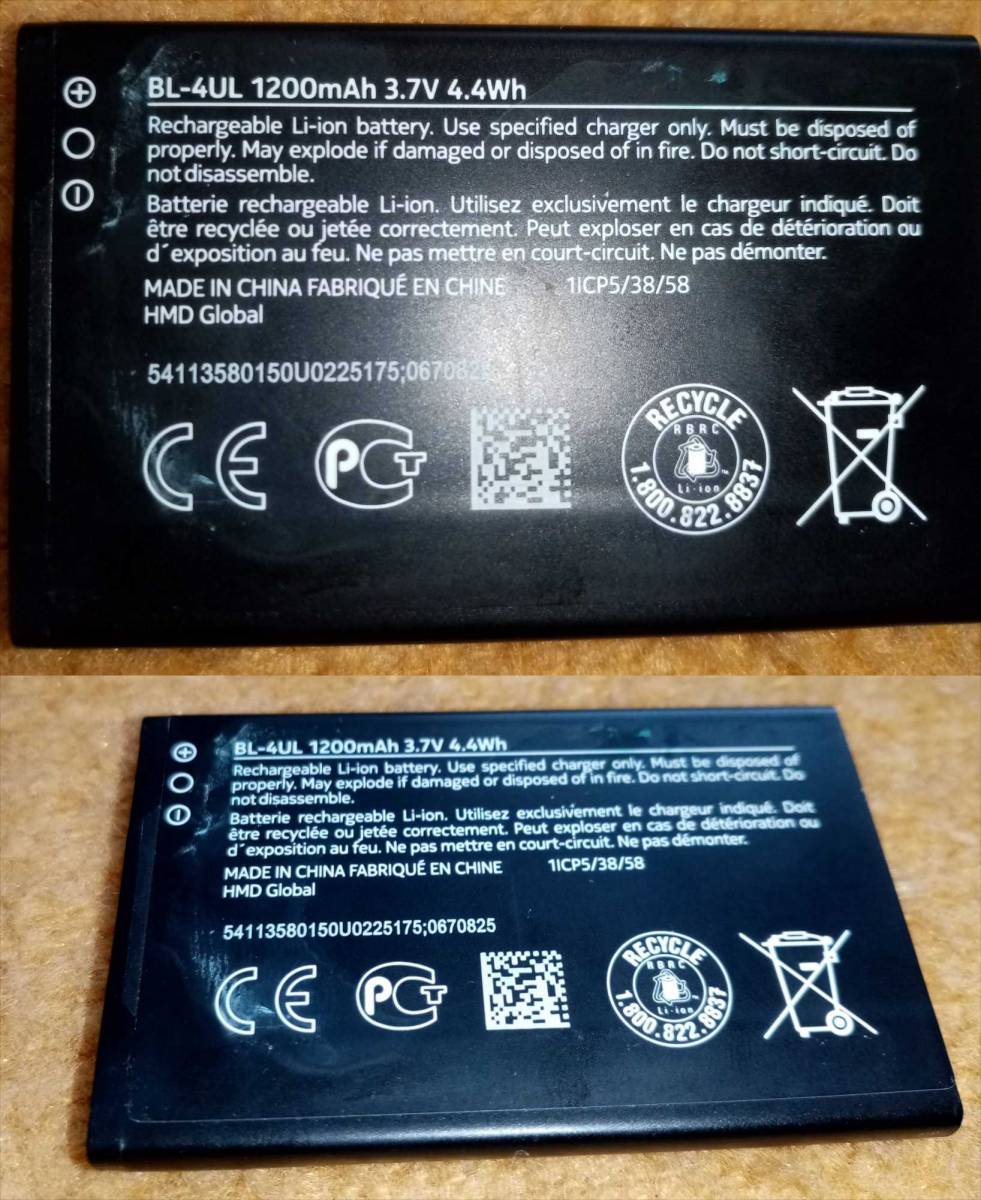 BL-4UL 1200mAh 3.7V 4.4Wh
Rechargeable Li-ion battery. Use specified charger only. Must be disposed of
properly. May explode if damaged or disposed of in fire. Do not short-circuit. Do
not disassemble.
Batterie rechargeable Li-ion. Utilisez exclusivement le chargeur indiqué. Doit
être recyclée ou jetée correctement. Peut exploser en cas de détérioration ou
d´exposition au feu. Ne pas mettre en court-circuit. Ne pas démonter.
MADE IN CHINA FABRIQUÉ EN CHINE 1ICP5/38/58
HMD Global
54113580150U0225175;067082
CE PCT
RECYCLE
RBRC
Li-ion
1.800.822.8837
BL-4UL 1200mAh 3.7V 4.4Wh
Rechargeable Li-ion battery. Use specified charger only. Must be disposed of
properly. May explode if damaged or disposed of in fire. Do not short-circuit. Do
not disassemble.
Batterie rechargeable Li-ion. Utilisez exclusivement le chargeur indiqué. Doit
être recyclée ou jetée correctement. Peut exploser en cas de détérioration ou
d´exposition au feu. Ne pas mettre en court-circuit. Ne pas démonter.
MADE IN CHINA FABRIQUÉ EN CHINE 1ICP5/38/58
HMD Global
54113580150U0225175;0670825
CE PCT
RECYCLE
RBRC
Li-ion
1.800.822.8837